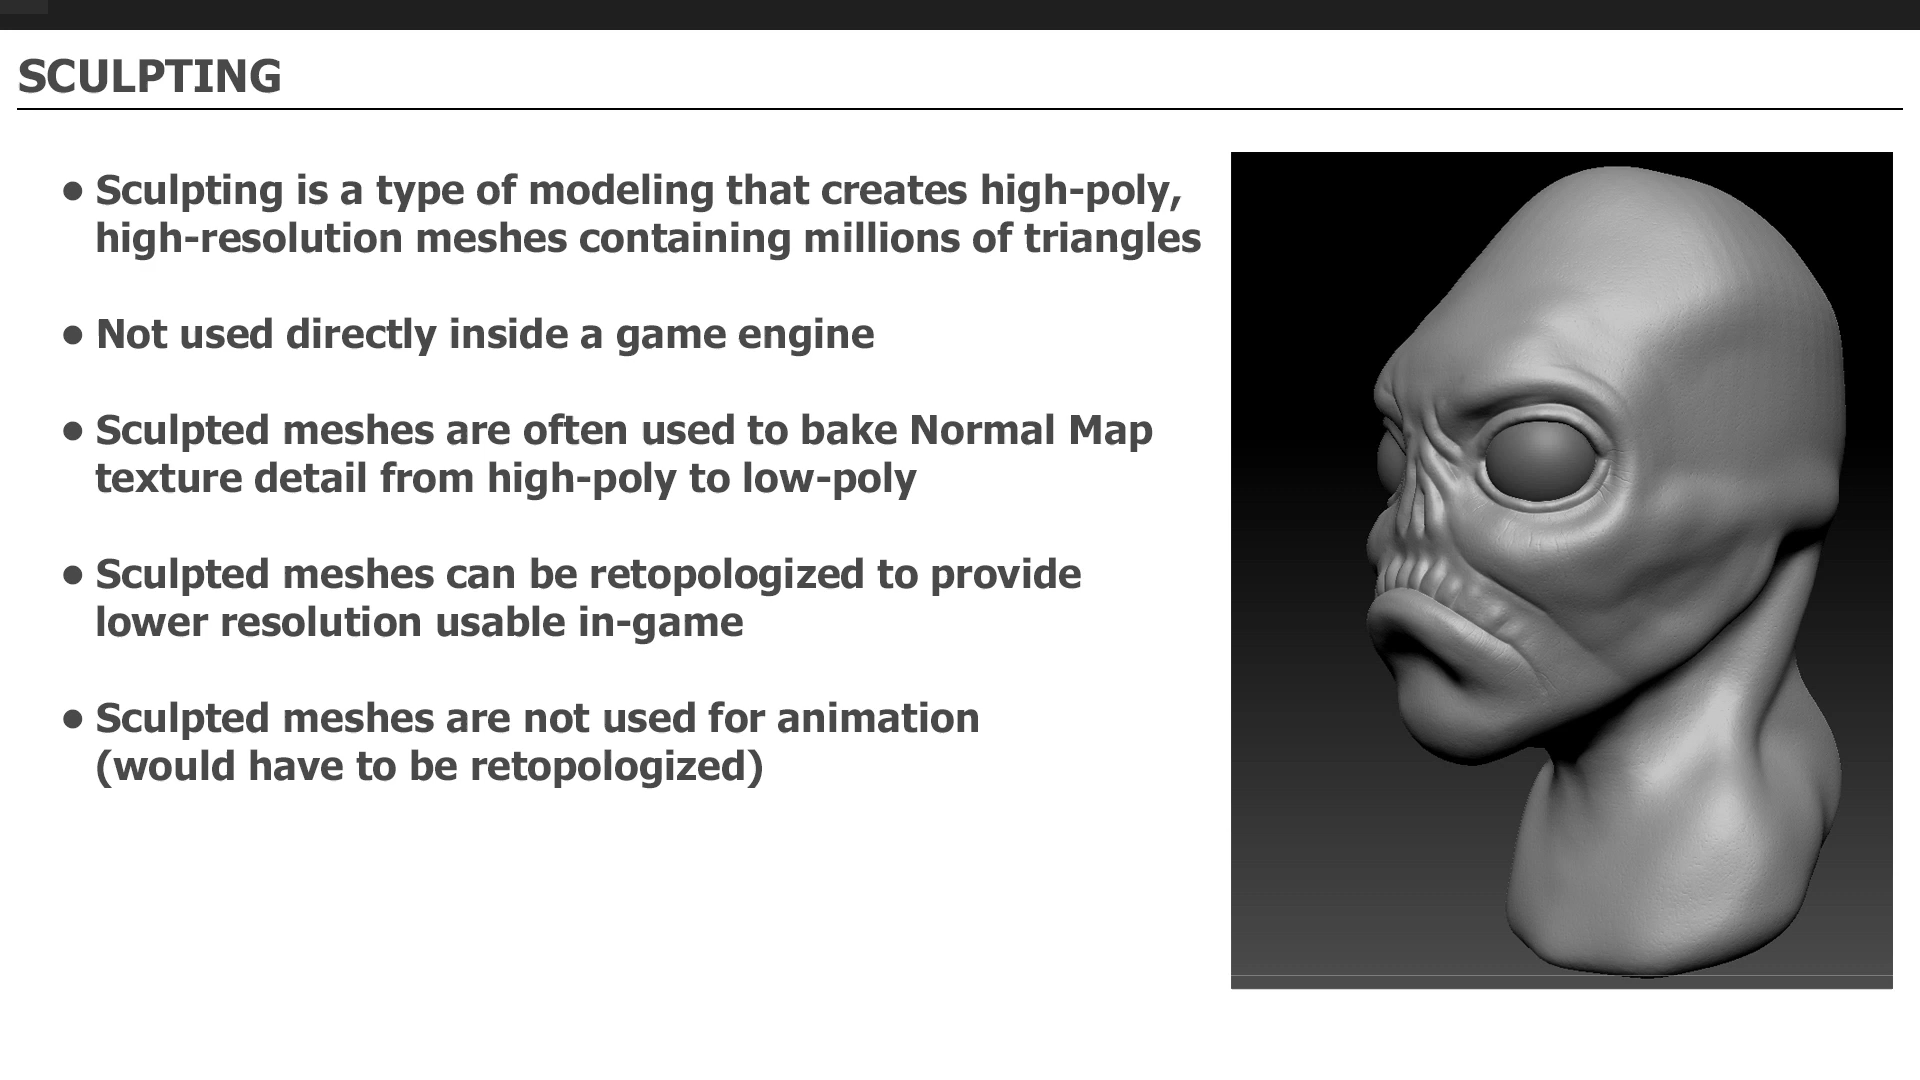 SCULPTING
• Sculpting is a type of modeling that creates high-poly,
high-resolution meshes containing millions of triangles
• Not used directly inside a game engine
• Sculpted meshes are often used to bake Normal Map
texture detail from high-poly to low-poly
• Sculpted meshes can be retopologized to provide
lower resolution usable in-game
• Sculpted meshes are not used for animation
(would have to be retopologized)